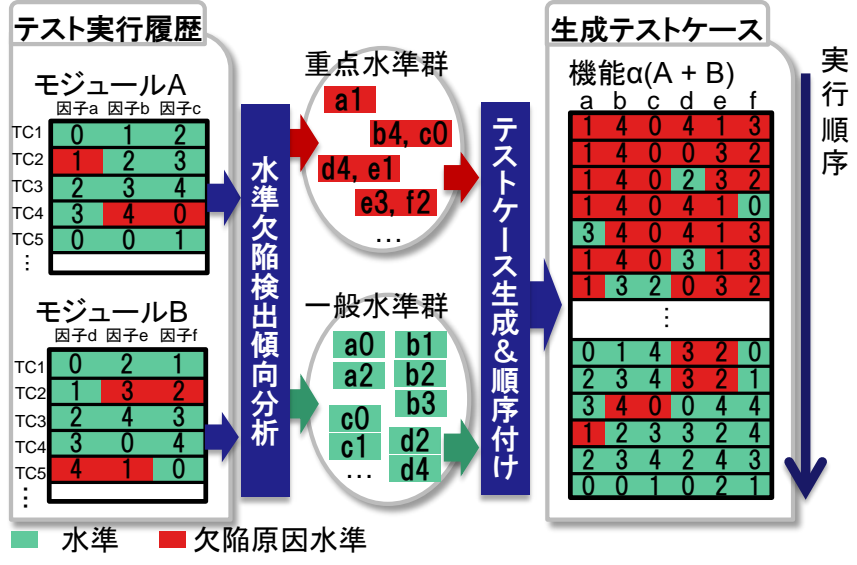 テスト実行履歴
モジュールA
因子a 因子b 因子c
TC1 0 1 2
TC2 1 2 3
TC3 2 3 4
TC4 3 4 0
TC5 0 0 1
⋮
モジュールB
因子d 因子e 因子f
TC1 0 2 1
TC2 1 3 2
TC3 2 4 3
TC4 3 0 4
TC5 4 1 0
⋮
水準欠陥検出傾向分析
重点水準群
a1
b4, c0
d4, e1
e3, f2
…
一般水準群
a0 b1
a2 b2
b3
c0
c1 d2
… d4
テストケース生成&順序付け
生成テストケース
機能α(A + B)
a b c d e f
1 4 0 4 1 3
1 4 0 0 3 2
1 4 0 2 3 2
1 4 0 4 1 0
3 4 0 4 1 3
1 4 0 3 1 3
1 3 2 0 3 2
⋮
0 1 4 3 2 0
2 3 4 3 2 1
3 4 0 0 4 4
1 2 3 3 2 4
2 3 4 2 4 3
0 0 1 0 2 1
実行順序
水準 欠陥原因水準